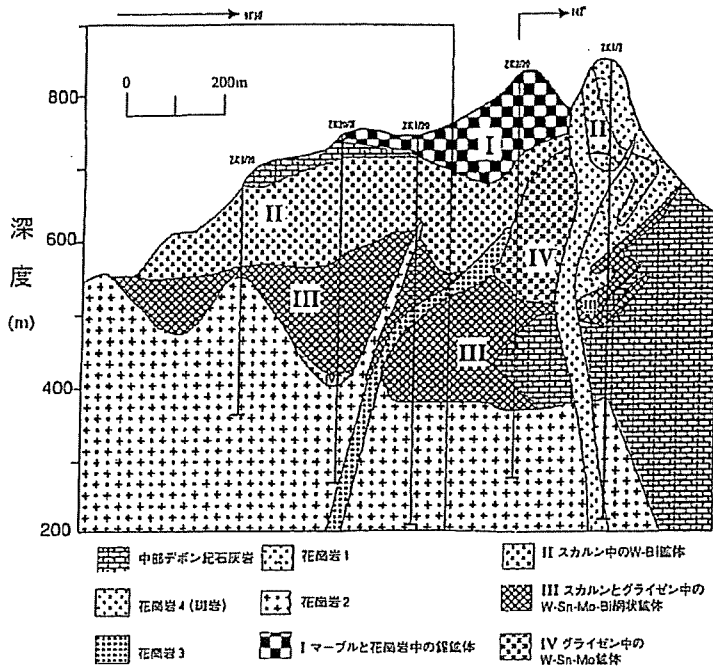 0 200m
800
600
400
200
深度
(m)
I
II
II
III
III
III
IV
中部デボン紀石灰岩
花崗岩4 (斑岩)
花崗岩3
花崗岩1
花崗岩2
I マーブルと花崗岩中の錫鉱体
II スカルン中のW-Bi鉱体
III スカルンとグライゼン中の
W-Sn-Mo-Bi網状鉱体
IV グライゼン中の
W-Sn-Mo鉱体